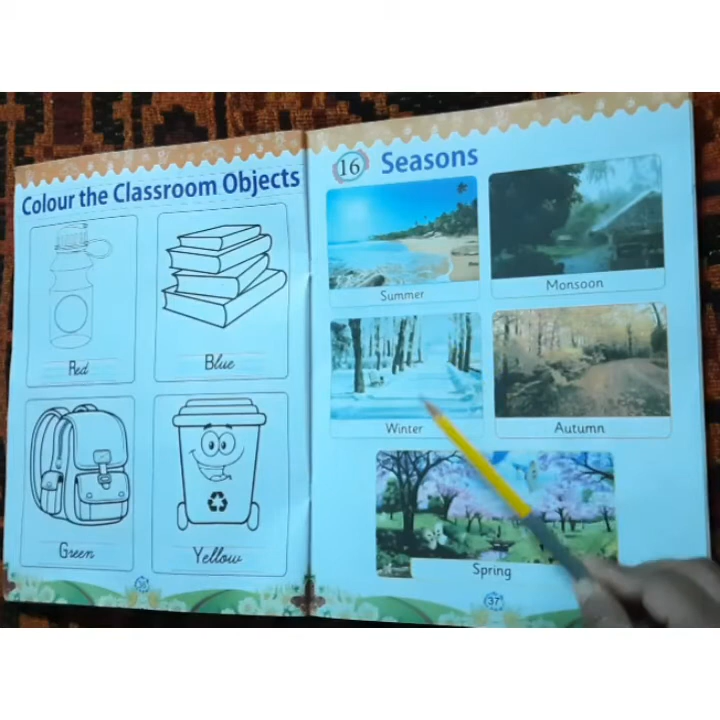 Colour the Classroom Objects
Red
Blue
Green
Yellow
16 Seasons
Summer
Monsoon
Winter
Autumn
Spring
37